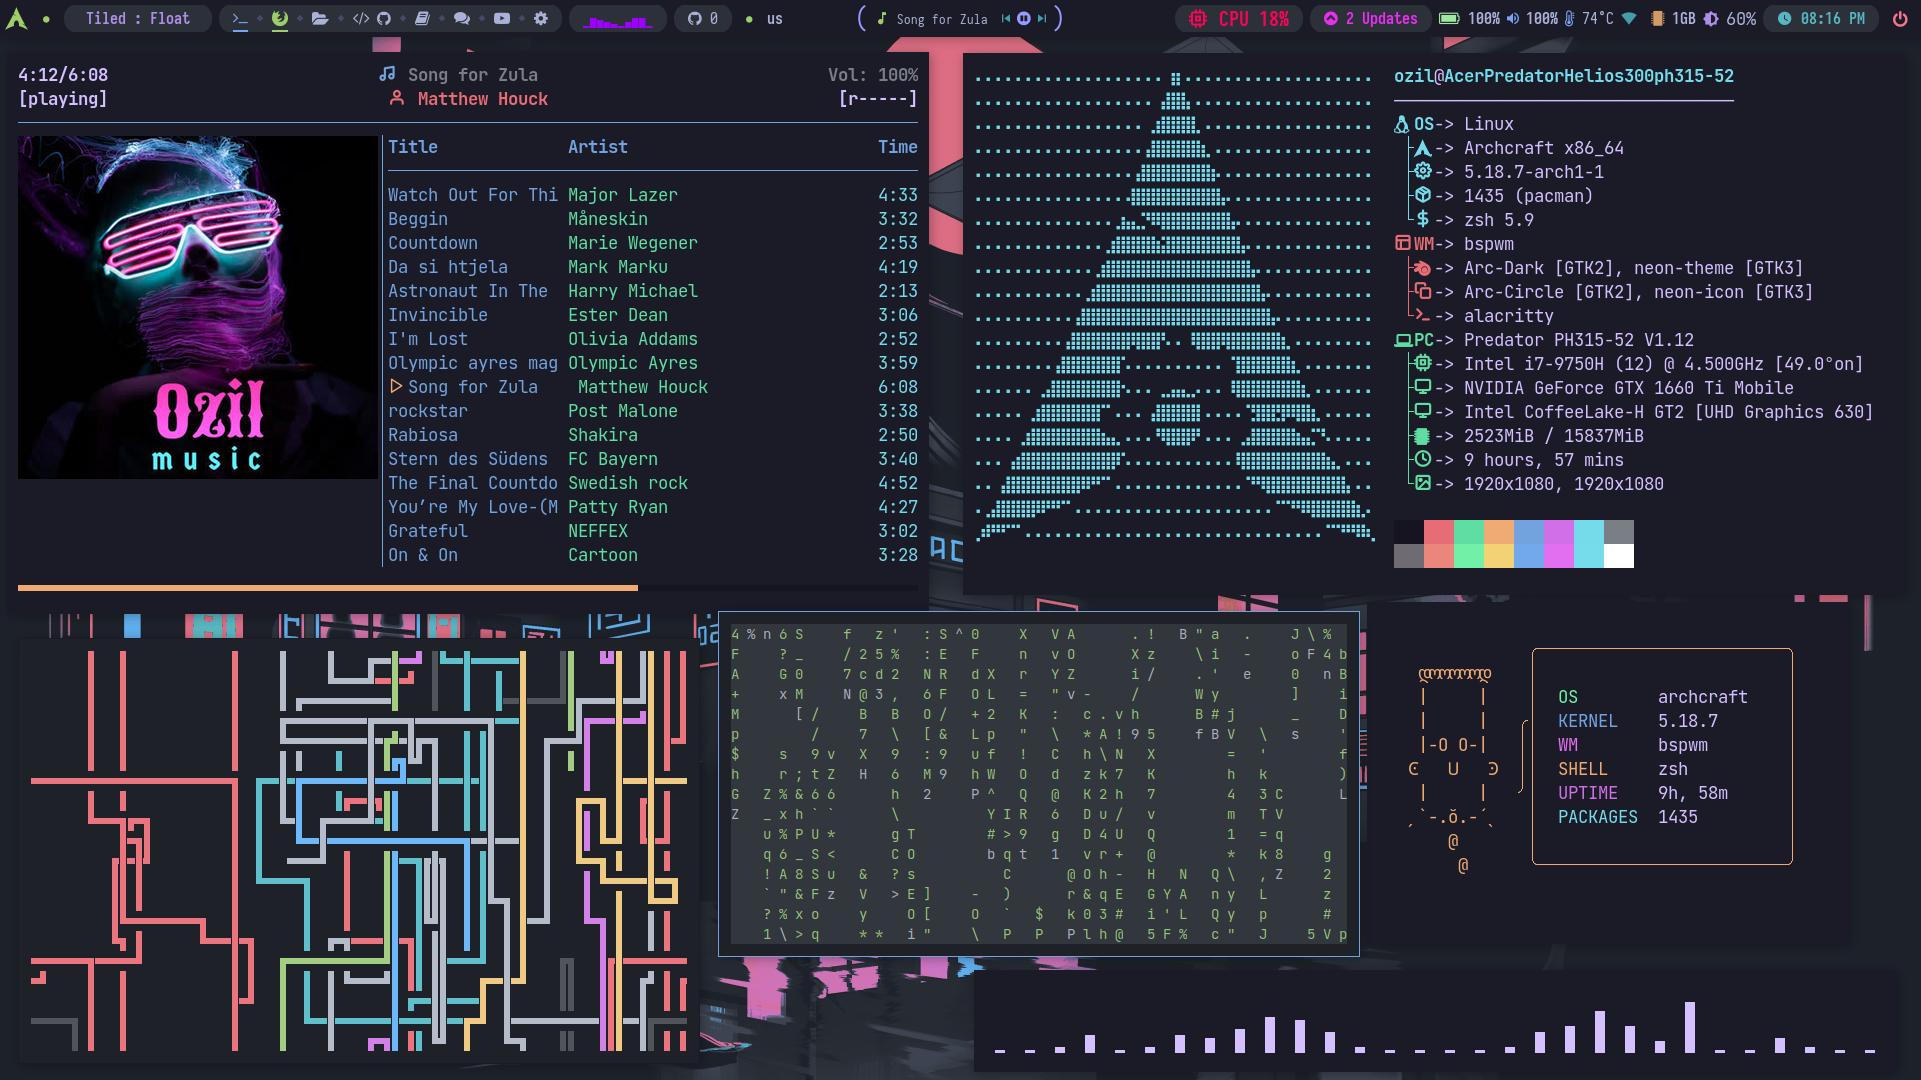 Tiled : Float
0
us
Song for Zula
CPU 18%
2 Updates
100%
100%
74°C
1GB
60%
08:16 PM
4:12/6:08
Song for Zula
Vol: 100%
[playing]
Matthew Houck
[r-----]
Title Artist Time
Watch Out For Thi Major Lazer 4:33
Beggin Måneskin 3:32
Countdown Marie Wegener 2:53
Da si htjela Mark Marku 4:19
Astronaut In The Harry Michael 2:13
Invincible Ester Dean 3:06
I'm Lost Olivia Addams 2:52
Olympic ayres mag Olympic Ayres 3:59
Song for Zula Matthew Houck 6:08
rockstar Post Malone 3:38
Rabiosa Shakira 2:50
Stern des Südens FC Bayern 3:40
The Final Countdo Swedish rock 4:52
You’re My Love-(M Patty Ryan 4:27
Grateful NEFFEX 3:02
On & On Cartoon 3:28
Ozil
music
ozil@AcerPredatorHelios300ph315-52
OS-> Linux
-> Archcraft x86_64
-> 5.18.7-arch1-1
-> 1435 (pacman)
-> zsh 5.9
WM-> bspwm
-> Arc-Dark [GTK2], neon-theme [GTK3]
-> Arc-Circle [GTK2], neon-icon [GTK3]
-> alacritty
PC-> Predator PH315-52 V1.12
-> Intel i7-9750H (12) @ 4.500GHz [49.0°on]
-> NVIDIA GeForce GTX 1660 Ti Mobile
-> Intel CoffeeLake-H GT2 [UHD Graphics 630]
-> 2523MiB / 15837MiB
-> 9 hours, 57 mins
-> 1920x1080, 1920x1080
OS archcraft
KERNEL 5.18.7
WM bspwm
SHELL zsh
UPTIME 9h, 58m
PACKAGES 1435